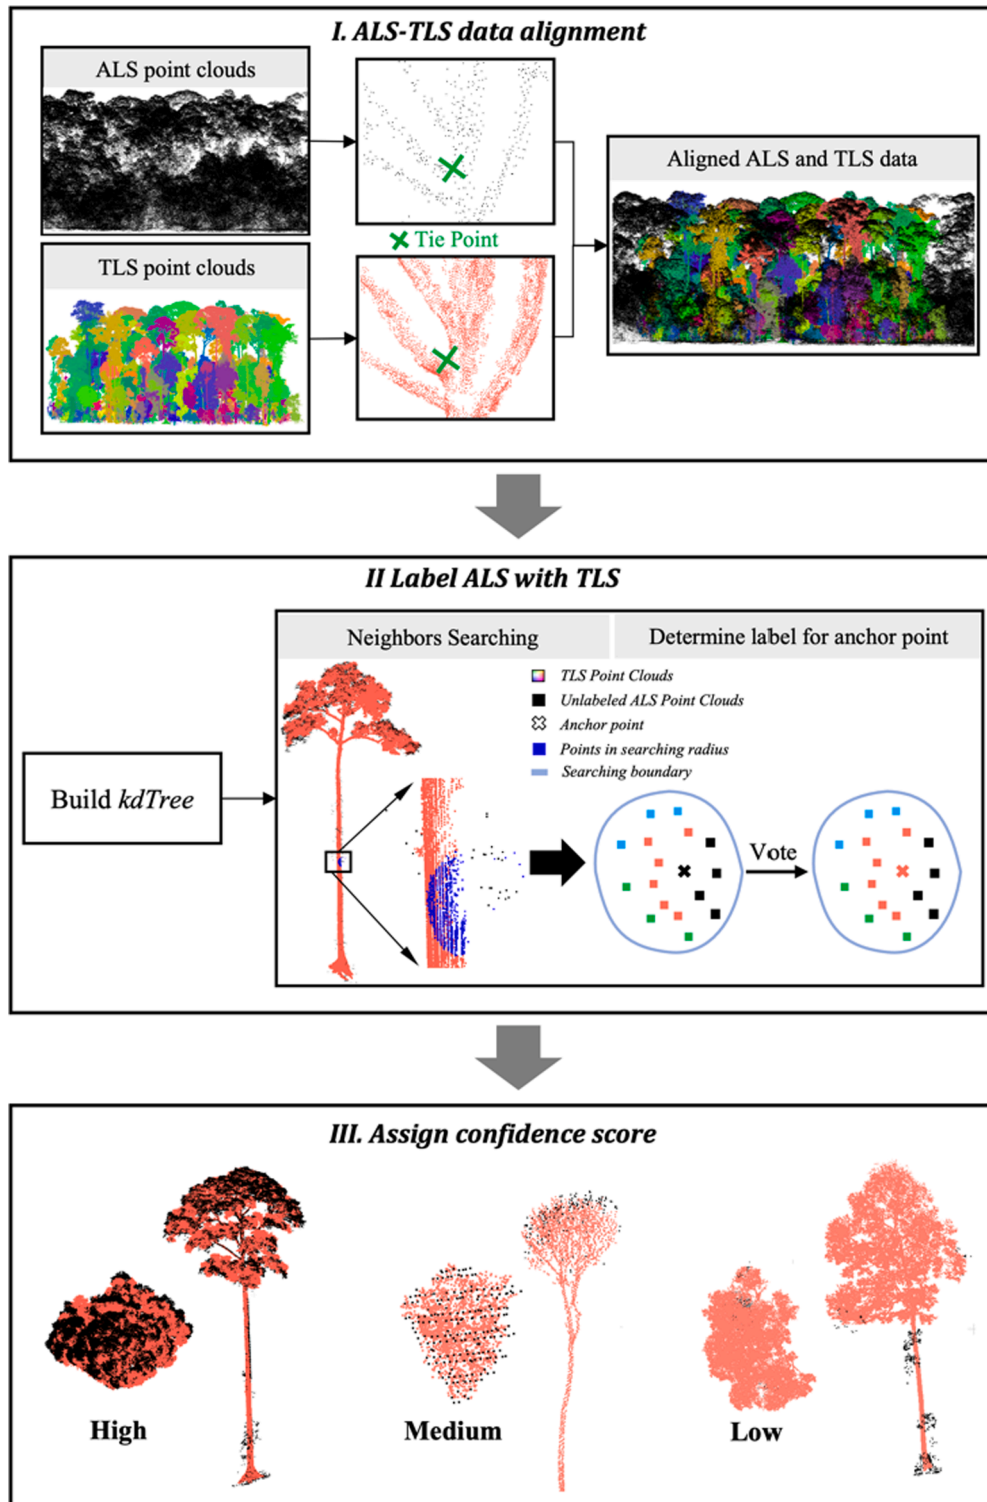 I. ALS-TLS data alignment
ALS point clouds
TLS point clouds
Tie Point
Aligned ALS and TLS data
II Label ALS with TLS
Build kdTree
Neighbors Searching
Determine label for anchor point
TLS Point Clouds
Unlabeled ALS Point Clouds
Anchor point
Points in searching radius
Searching boundary
Vote
III. Assign confidence score
High
Medium
Low